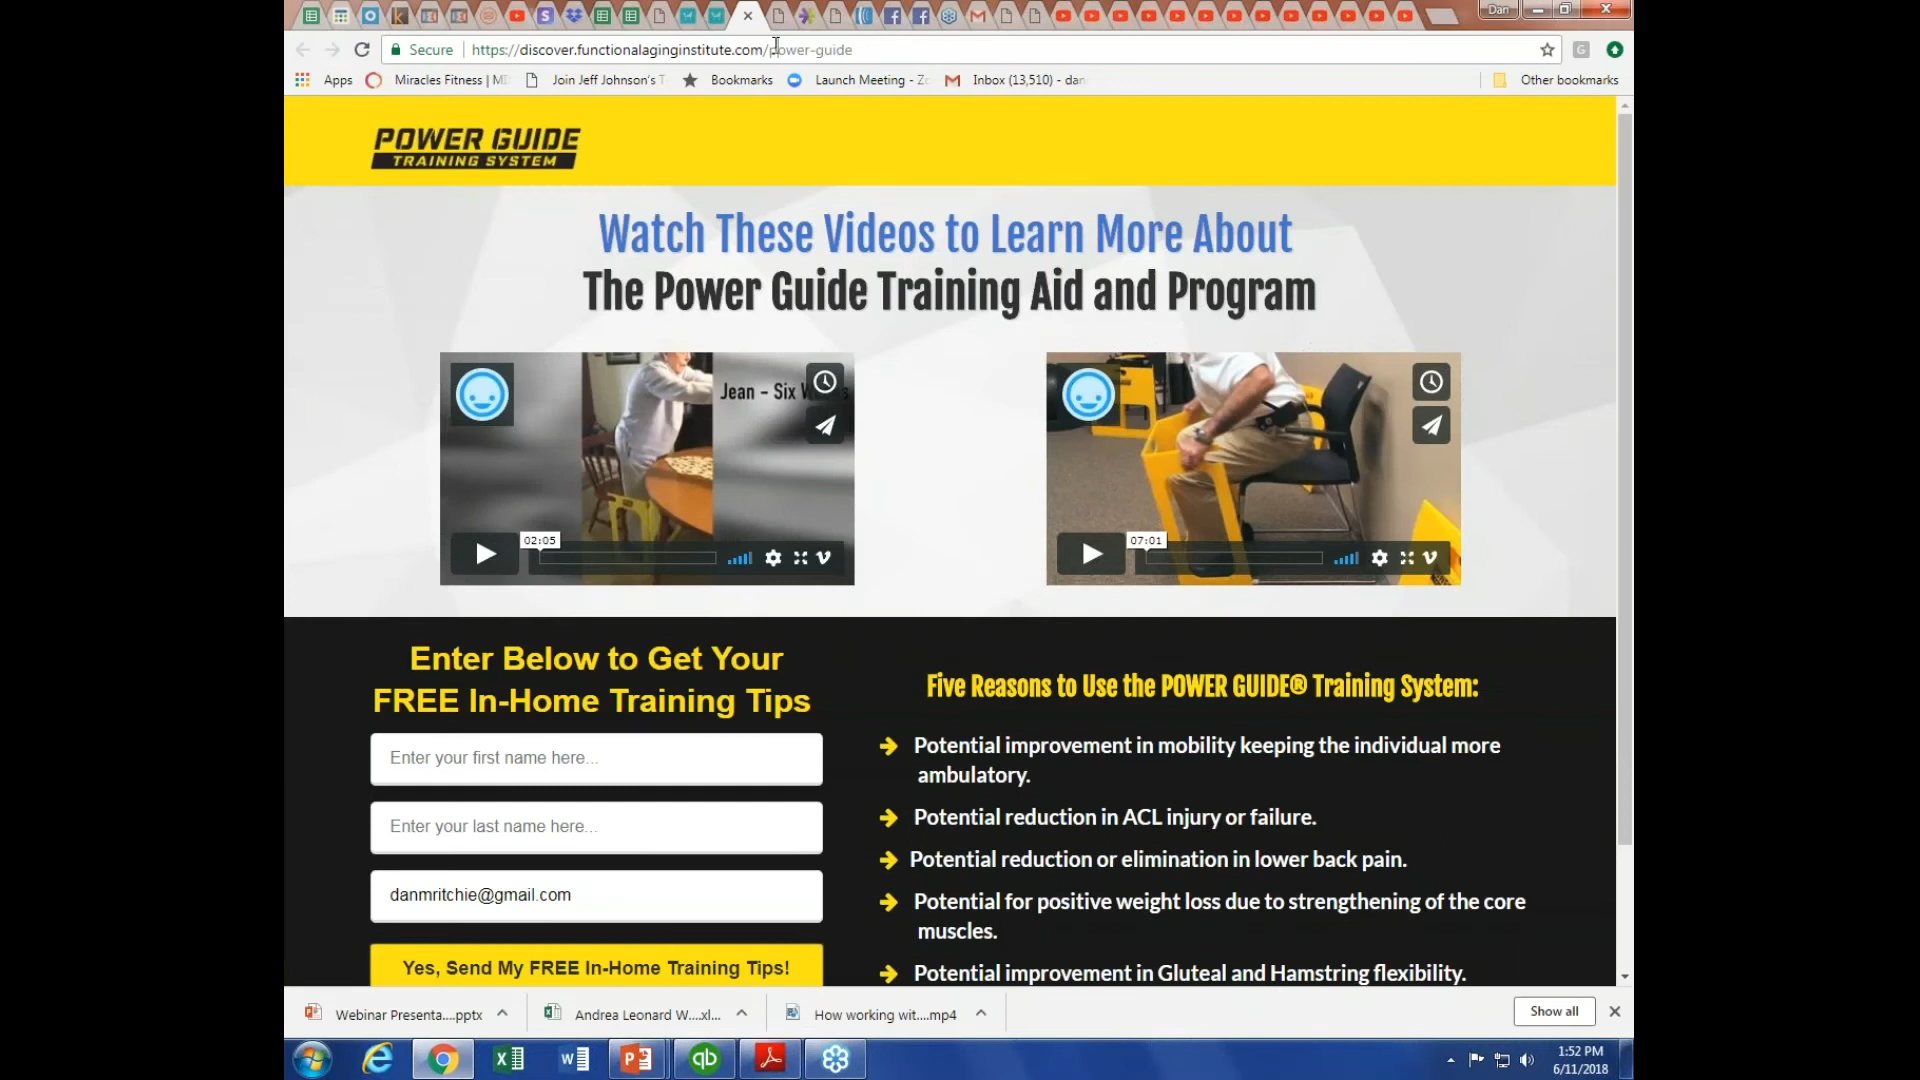 Dan
Secure https://discover.functionalaginginstitute.com/power-guide
Apps Miracles Fitness | MI Join Jeff Johnson's T Bookmarks Launch Meeting - Zo Inbox (13,510) - dan Other bookmarks
POWER GUIDE
TRAINING SYSTEM
Watch These Videos to Learn More About
The Power Guide Training Aid and Program
Jean - Six
02:05
07:01
Enter Below to Get Your
FREE In-Home Training Tips
Enter your first name here...
Enter your last name here...
danmritchie@gmail.com
Yes, Send My FREE In-Home Training Tips!
Five Reasons to Use the POWER GUIDE® Training System:
Potential improvement in mobility keeping the individual more
ambulatory.
Potential reduction in ACL injury or failure.
Potential reduction or elimination in lower back pain.
Potential for positive weight loss due to strengthening of the core
muscles.
Potential improvement in Gluteal and Hamstring flexibility.
Webinar Presenta....pptx Andrea Leonard W....xl... How working wit....mp4 Show all
1:52 PM
6/11/2018